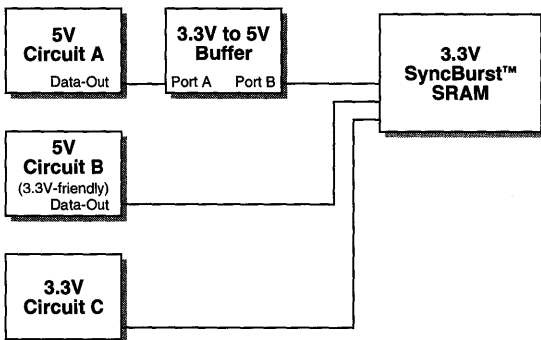 5V
Circuit A
Data-Out
3.3V to 5V
Buffer
Port A Port B
3.3V
SyncBurst™
SRAM
5V
Circuit B
(3.3V-friendly)
Data-Out
3.3V
Circuit C